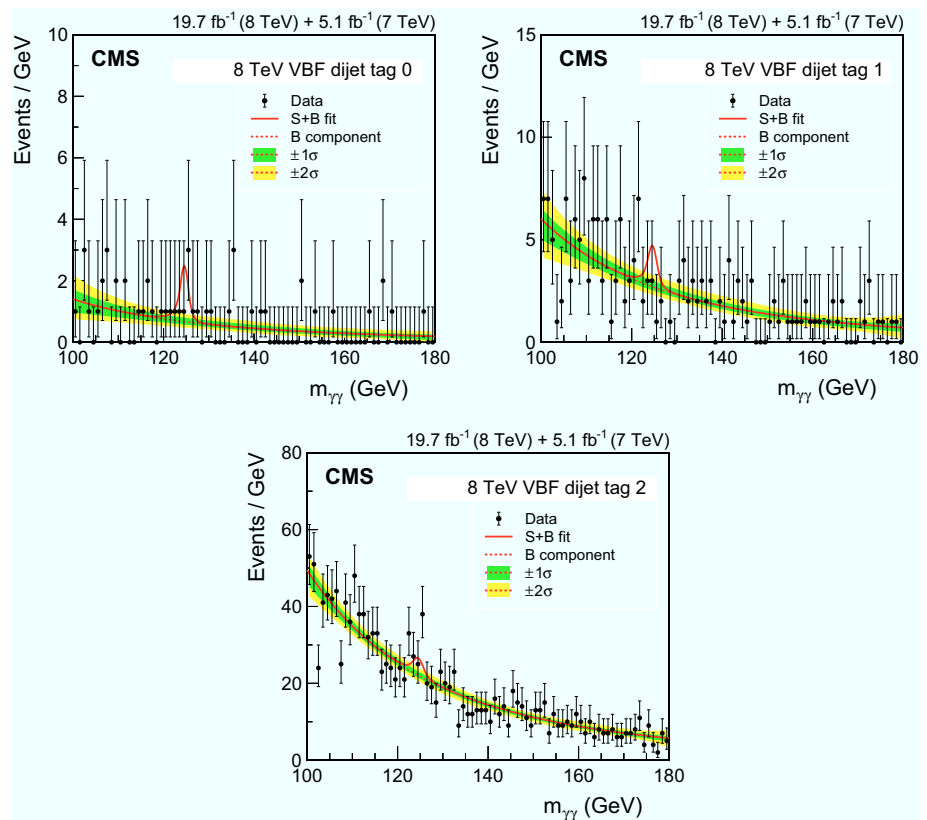 19.7 fb⁻¹ (8 TeV) + 5.1 fb⁻¹ (7 TeV)
CMS
8 TeV VBF dijet tag 0
Data
S+B fit
B component
±1σ
±2σ
Events / GeV
10
8
6
4
2
0
100 120 140 160 180
mγγ (GeV)
19.7 fb⁻¹ (8 TeV) + 5.1 fb⁻¹ (7 TeV)
CMS
8 TeV VBF dijet tag 1
Data
S+B fit
B component
±1σ
±2σ
Events / GeV
15
10
5
0
100 120 140 160 180
mγγ (GeV)
19.7 fb⁻¹ (8 TeV) + 5.1 fb⁻¹ (7 TeV)
CMS
8 TeV VBF dijet tag 2
Data
S+B fit
B component
±1σ
±2σ
Events / GeV
80
60
40
20
0
100 120 140 160 180
mγγ (GeV)